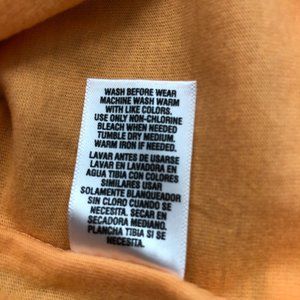 WASH BEFORE WEAR
MACHINE WASH WARM
WITH LIKE COLORS.
USE ONLY NON-CHLORINE
BLEACH WHEN NEEDED
TUMBLE DRY MEDIUM.
WARM IRON IF NEEDED.
LAVAR ANTES DE USARSE
LAVAR EN LAVADORA EN
AGUA TIBIA CON COLORES
SIMILARES USAR
SOLAMENTE BLANQUEADOR
SIN CLORO CUANDO SE
NECESITA. SECAR EN
SECADORA MEDIANO.
PLANCHA TIBIA SI SE
NECESITA.